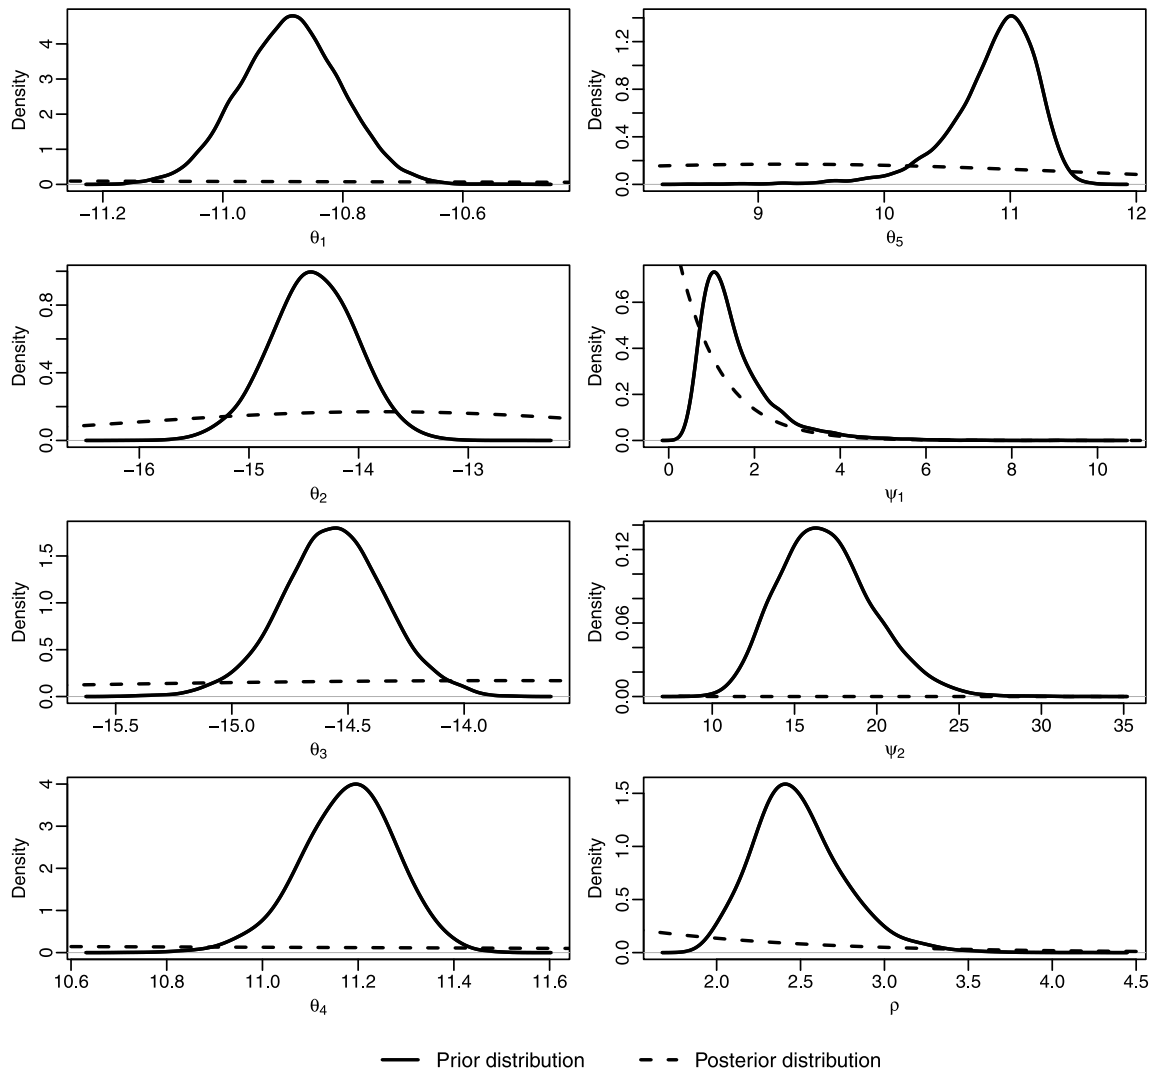 Density
0 1 2 3 4
−11.2 −11.0 −10.8 −10.6
θ1
Density
0.0 0.4 0.8 1.2
9 10 11 12
θ5
Density
0.0 0.4 0.8
−16 −15 −14 −13
θ2
Density
0.0 0.2 0.4 0.6
0 2 4 6 8 10
ψ1
Density
0.0 0.5 1.0 1.5
−15.5 −15.0 −14.5 −14.0
θ3
Density
0.00 0.06 0.12
10 15 20 25 30 35
ψ2
Density
0 1 2 3 4
10.6 10.8 11.0 11.2 11.4 11.6
θ4
Density
0.0 0.5 1.0 1.5
2.0 2.5 3.0 3.5 4.0 4.5
ρ
Prior distribution Posterior distribution